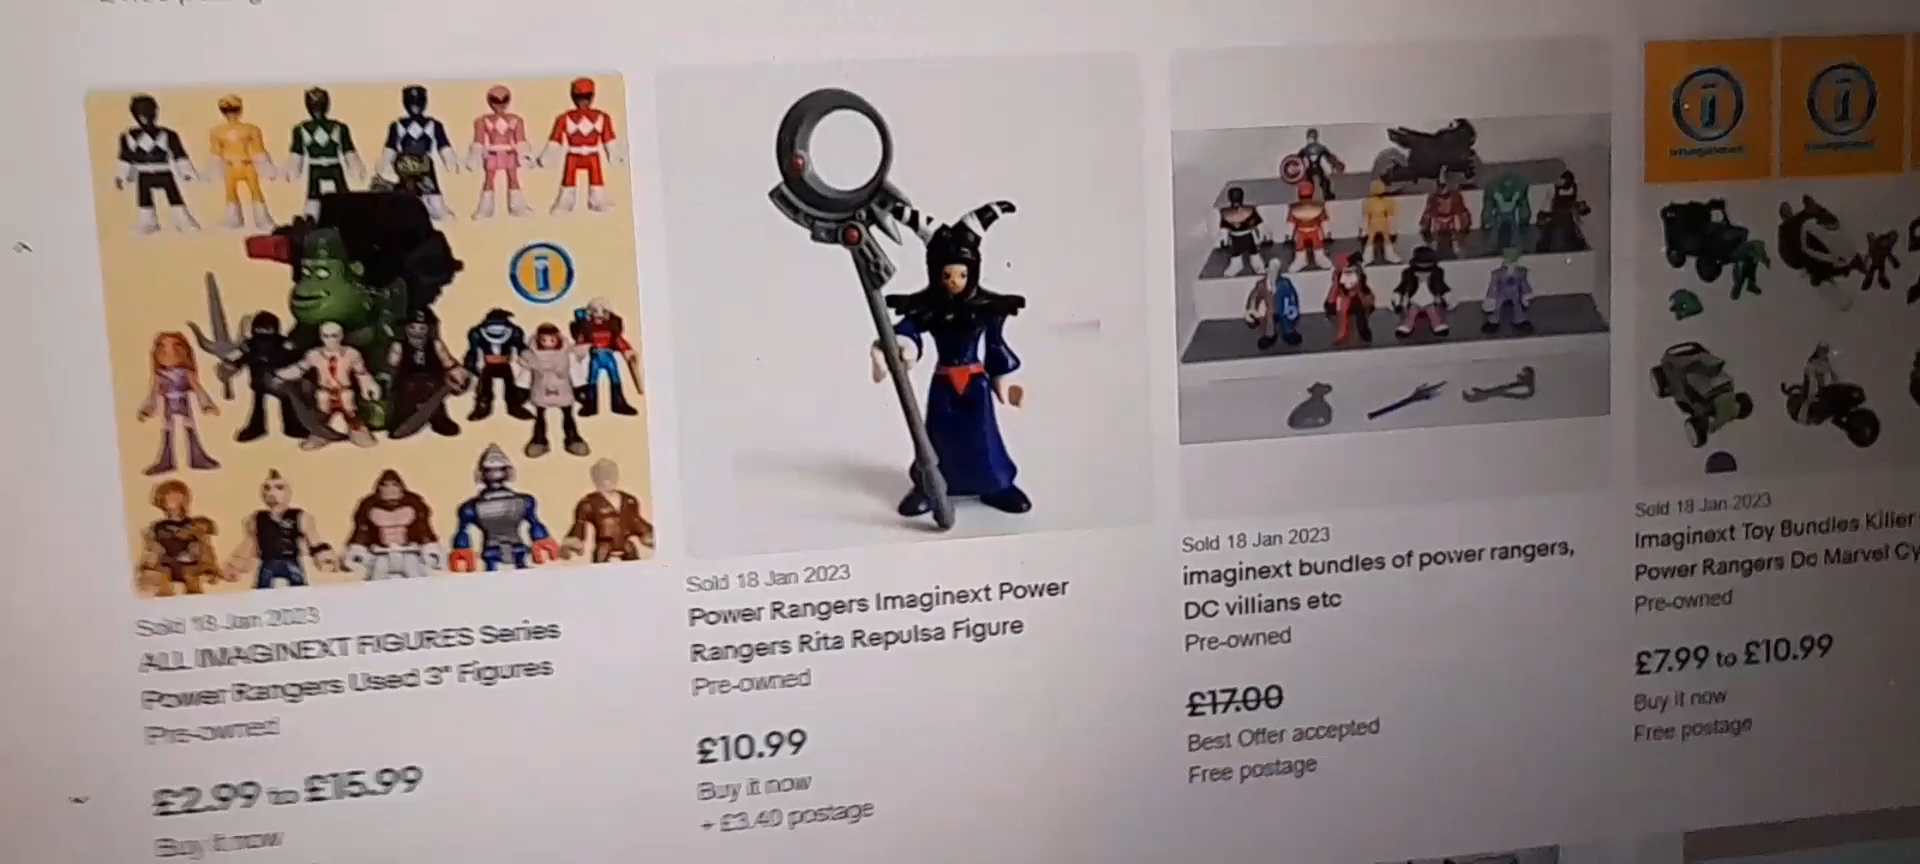 Sold 18 Jan 2023
ALL IMAGINEXT FIGURES Series
Power Rangers Used 3" Figures
Pre-owned
£2.99 to £15.99
Buy it now
Sold 18 Jan 2023
Power Rangers Imaginext Power
Rangers Rita Repulsa Figure
Pre-owned
£10.99
Buy it now
+ £3.40 postage
Sold 18 Jan 2023
imaginext bundles of power rangers,
DC villians etc
Pre-owned
£17.00
Best Offer accepted
Free postage
Sold 18 Jan 2023
Imaginext Toy Bundles Killer
Power Rangers Dc Marvel Cy
Pre-owned
£7.99 to £10.99
Buy it now
Free postage